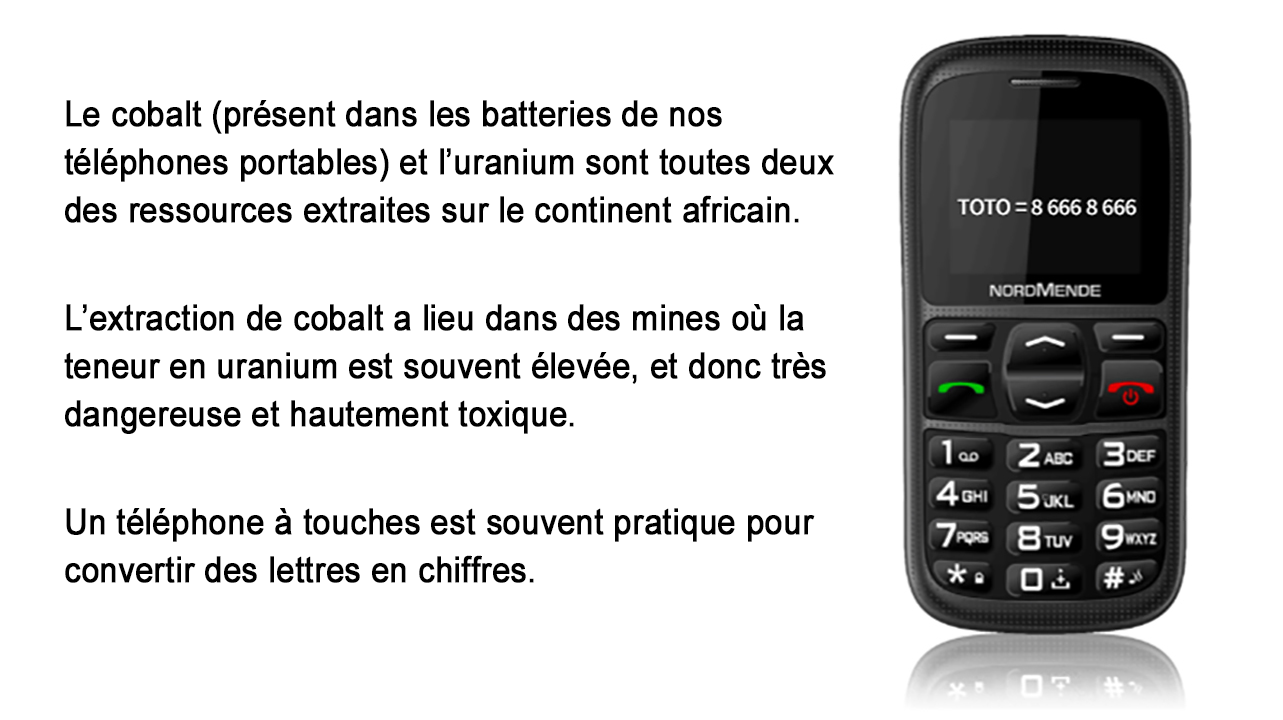 Le cobalt (présent dans les batteries de nos
téléphones portables) et l’uranium sont toutes deux
des ressources extraites sur le continent africain.
L’extraction de cobalt a lieu dans des mines où la
teneur en uranium est souvent élevée, et donc très
dangereuse et hautement toxique.
Un téléphone à touches est souvent pratique pour
convertir des lettres en chiffres.
TOTO = 8 666 8 666
NORDMENDE
1 2 ABC 3 DEF
4 GHI 5 JKL 6 MNO
7 PQRS 8 TUV 9 WXYZ
* 0 #